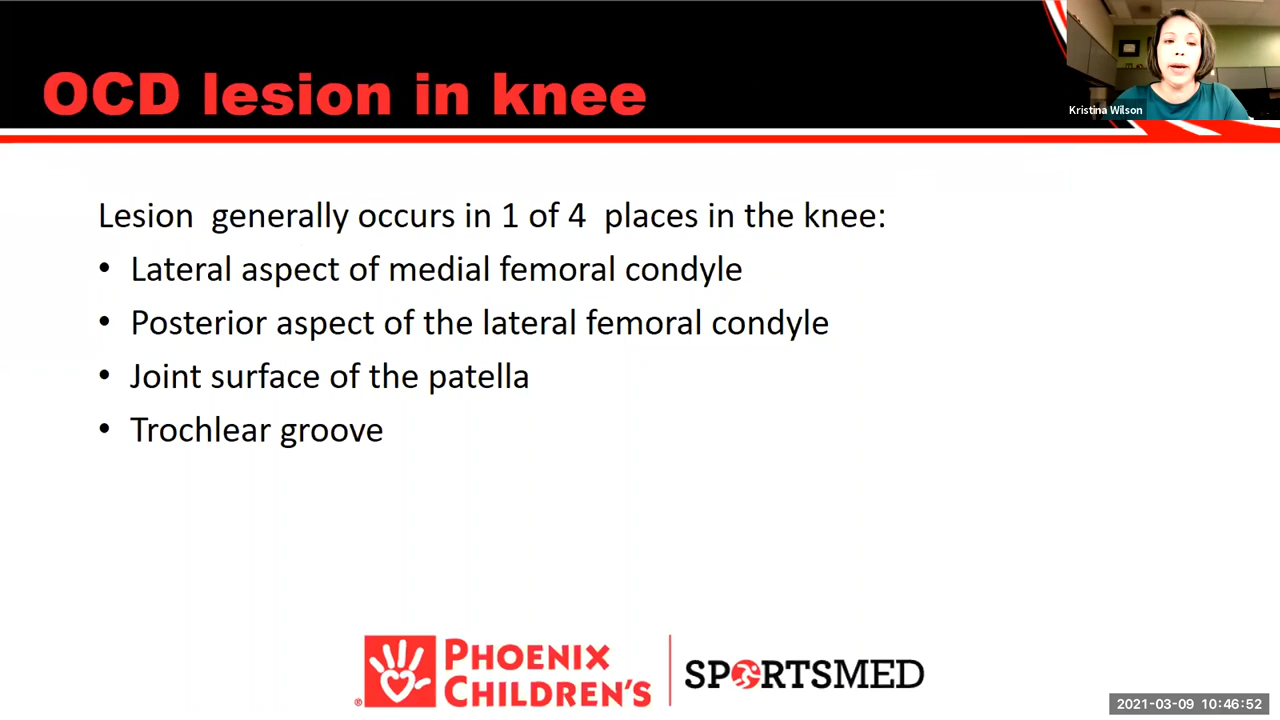 OCD lesion in knee
Kristina Wilson
Lesion generally occurs in 1 of 4 places in the knee:
• Lateral aspect of medial femoral condyle
• Posterior aspect of the lateral femoral condyle
• Joint surface of the patella
• Trochlear groove
PHOENIX
CHILDREN'S
®
SPORTSMED
2021-03-09 10:46:52